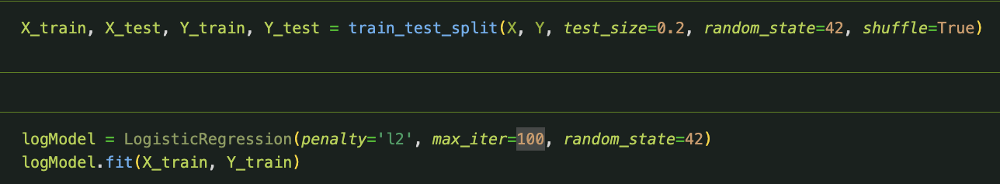 X_train, X_test, Y_train, Y_test = train_test_split(X, Y, test_size=0.2, random_state=42, shuffle=True)
logModel = LogisticRegression(penalty='l2', max_iter=100, random_state=42)
logModel.fit(X_train, Y_train)